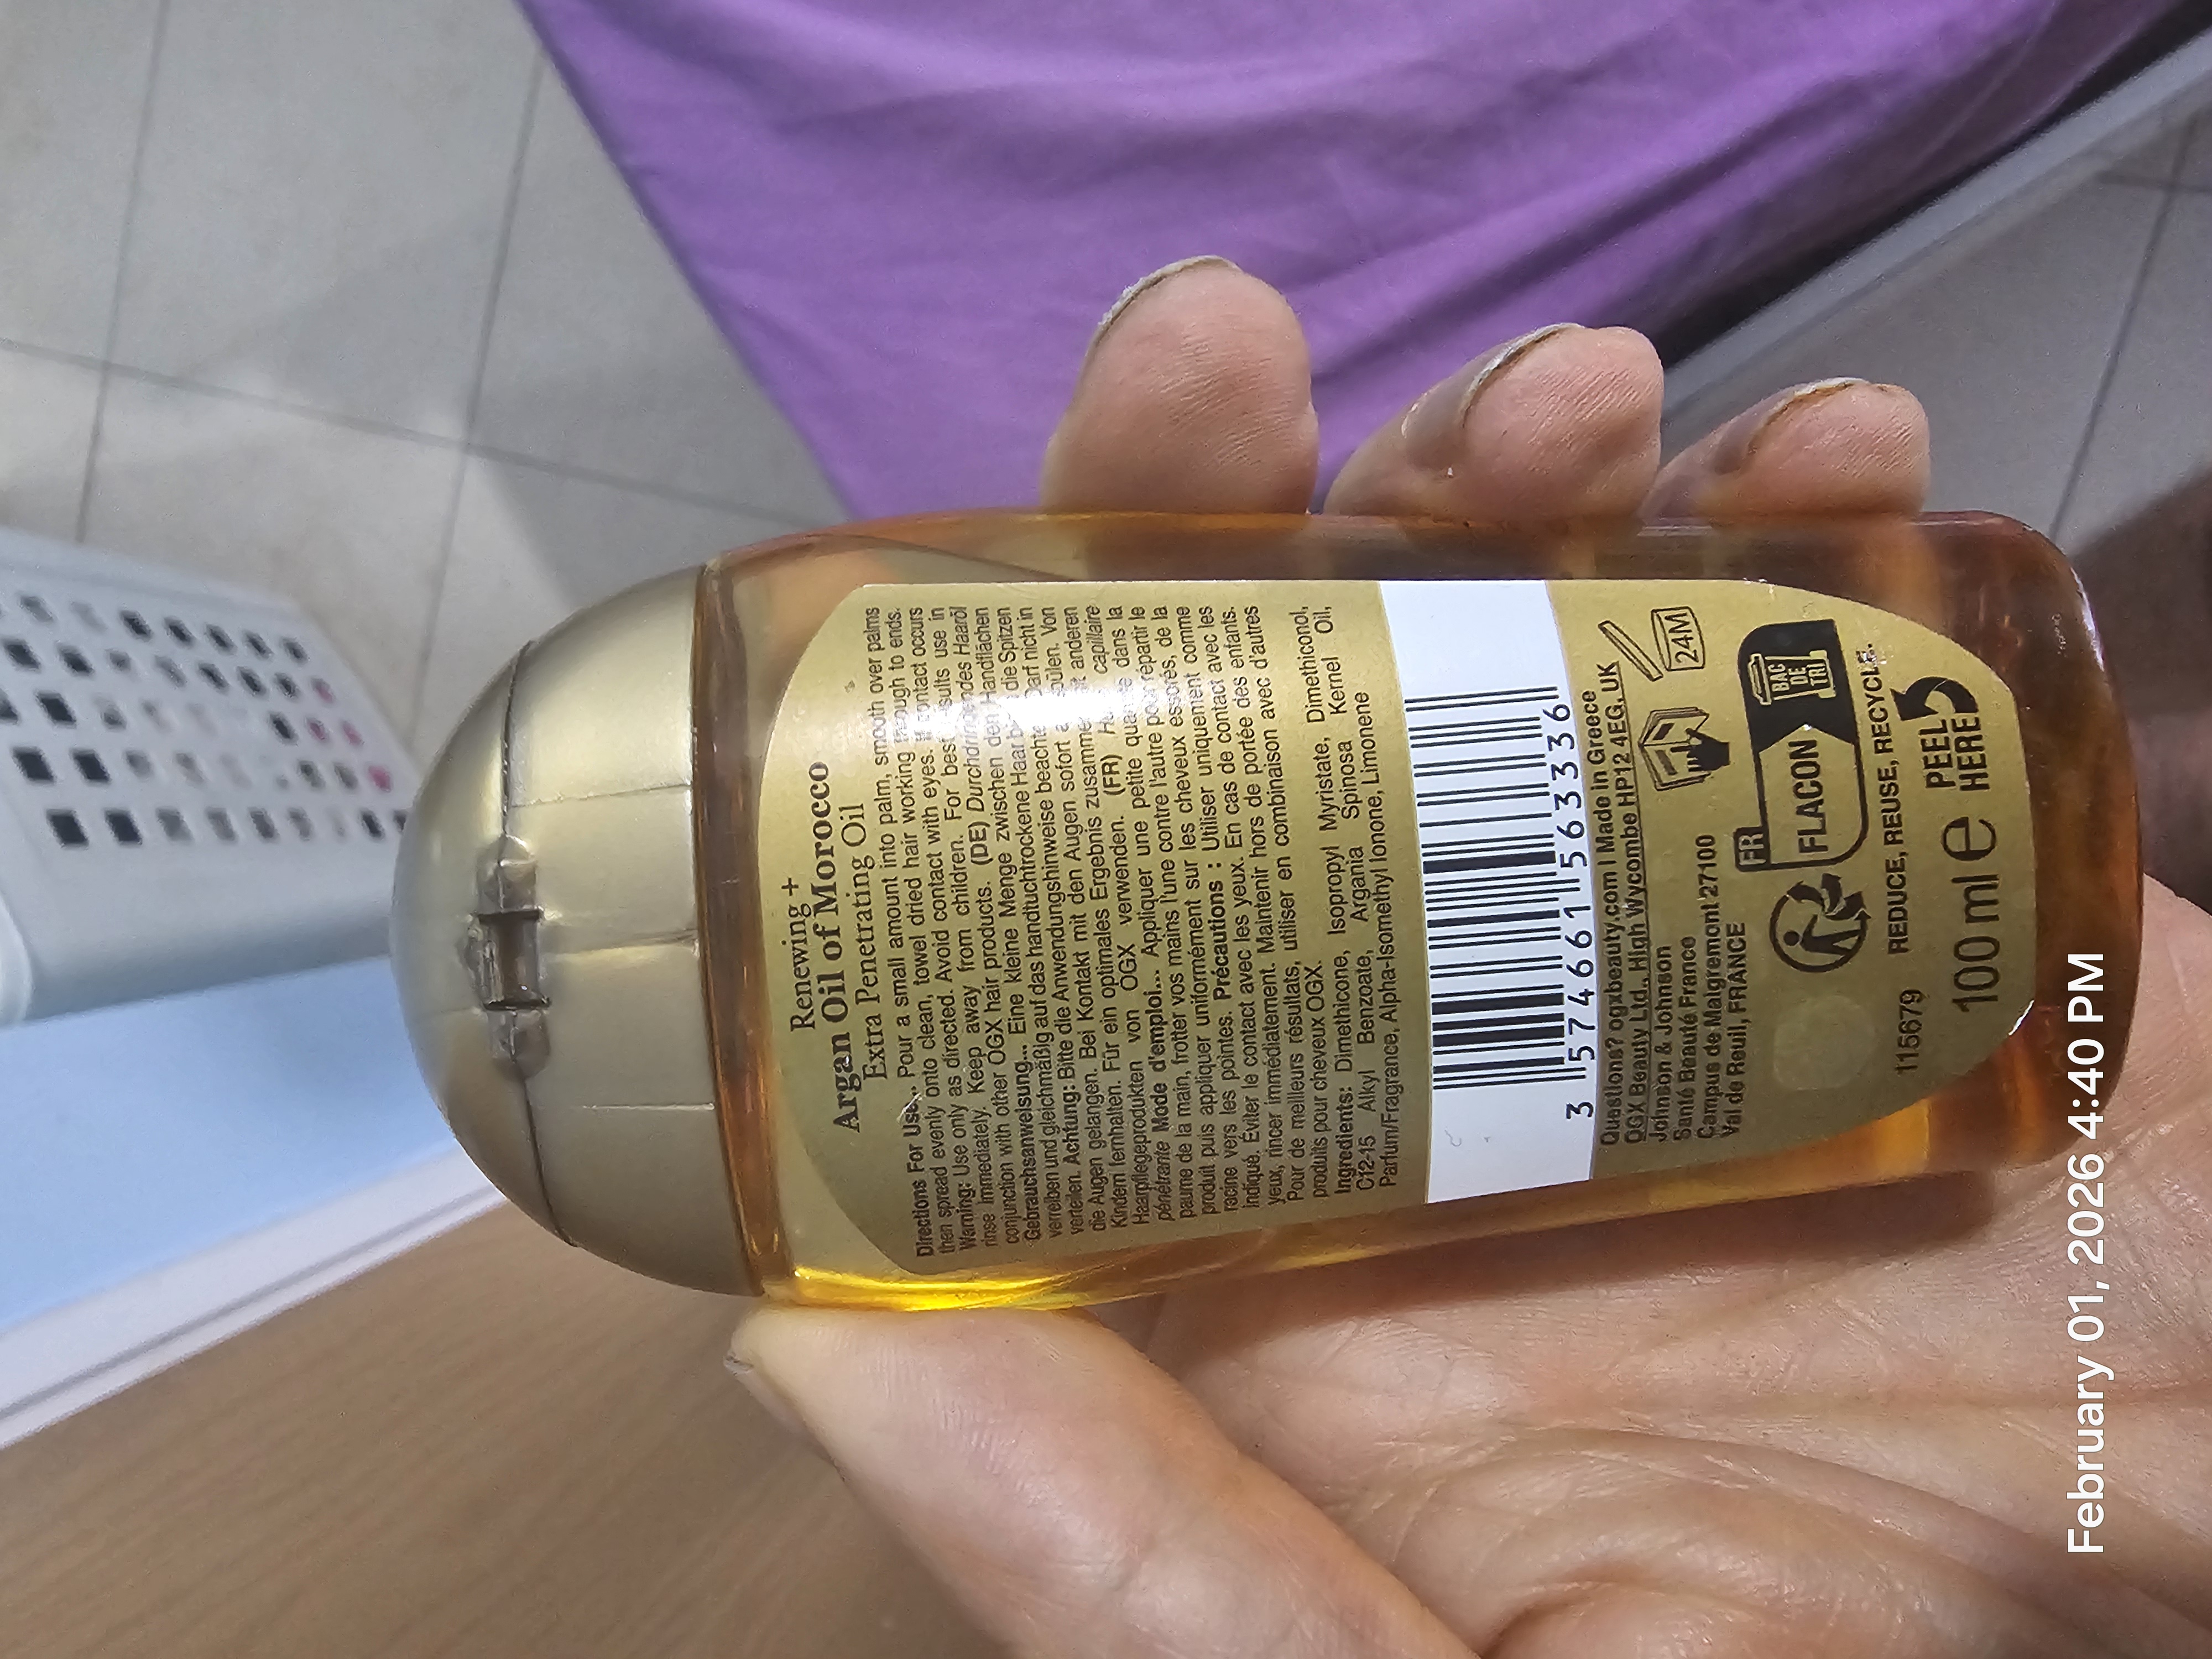 Renewing +
Argan Oil of Morocco
Extra Penetrating Oil
Directions For Use... Pour a small amount into palm, smooth over palms
then spread evenly onto clean, towel dried hair working through to ends.
Warning: Use only as directed. Avoid contact with eyes. If contact occurs
rinse immediately. Keep away from children. For best results use in
conjunction with other OGX hair products. (DE) Durchdringendes Haaröl
Gebrauchsanweisung... Eine kleine Menge zwischen den Handflächen
verreiben und gleichmäßig auf das handtuchtrockene Haar die Spitzen
verteilen. Achtung: Bitte die Anwendungshinweise Darf nicht in
die Augen gelangen. Bei Kontakt mit den Augen sofort Von
Kindern fernhalten. Für ein optimales Ergebnis anderen
Haarpflegeprodukten von OGX verwenden. (FR) capillaire
pénétrante Mode d'emploi... Appliquer une petite dans la
paume de la main, frotter vos mains l'une contre l'autre pour répartir le
produit puis appliquer uniformément sur les cheveux essorés, de la
racine vers les pointes. Précautions : Utiliser uniquement comme
indiqué. Éviter le contact avec les yeux. En cas de contact avec les
yeux, rincer immédiatement. Maintenir hors de portée des enfants.
Pour de meilleurs résultats, utiliser en combinaison avec d'autres
produits pour cheveux OGX.
Ingredients: Dimethicone, Isopropyl Myristate, Dimethiconol,
C12-15 Alkyl Benzoate, Argania Spinosa Kernel Oil,
Parfum/Fragrance, Alpha-Isomethyl Ionone, Limonene
3 574661 563336
Questions? ogxbeauty.com | Made in Greece
OGX Beauty Ltd., High Wycombe HP12 4EG, UK
Johnson & Johnson
Santé Beauté France
Campus de Maigremont 27100
Val de Reuil, FRANCE
24M
FR
FLACON
BAC
DE
TRI
REDUCE, REUSE, RECYCLE.
115679
100 ml e
PEEL
HERE
February 01, 2026 4:40 PM